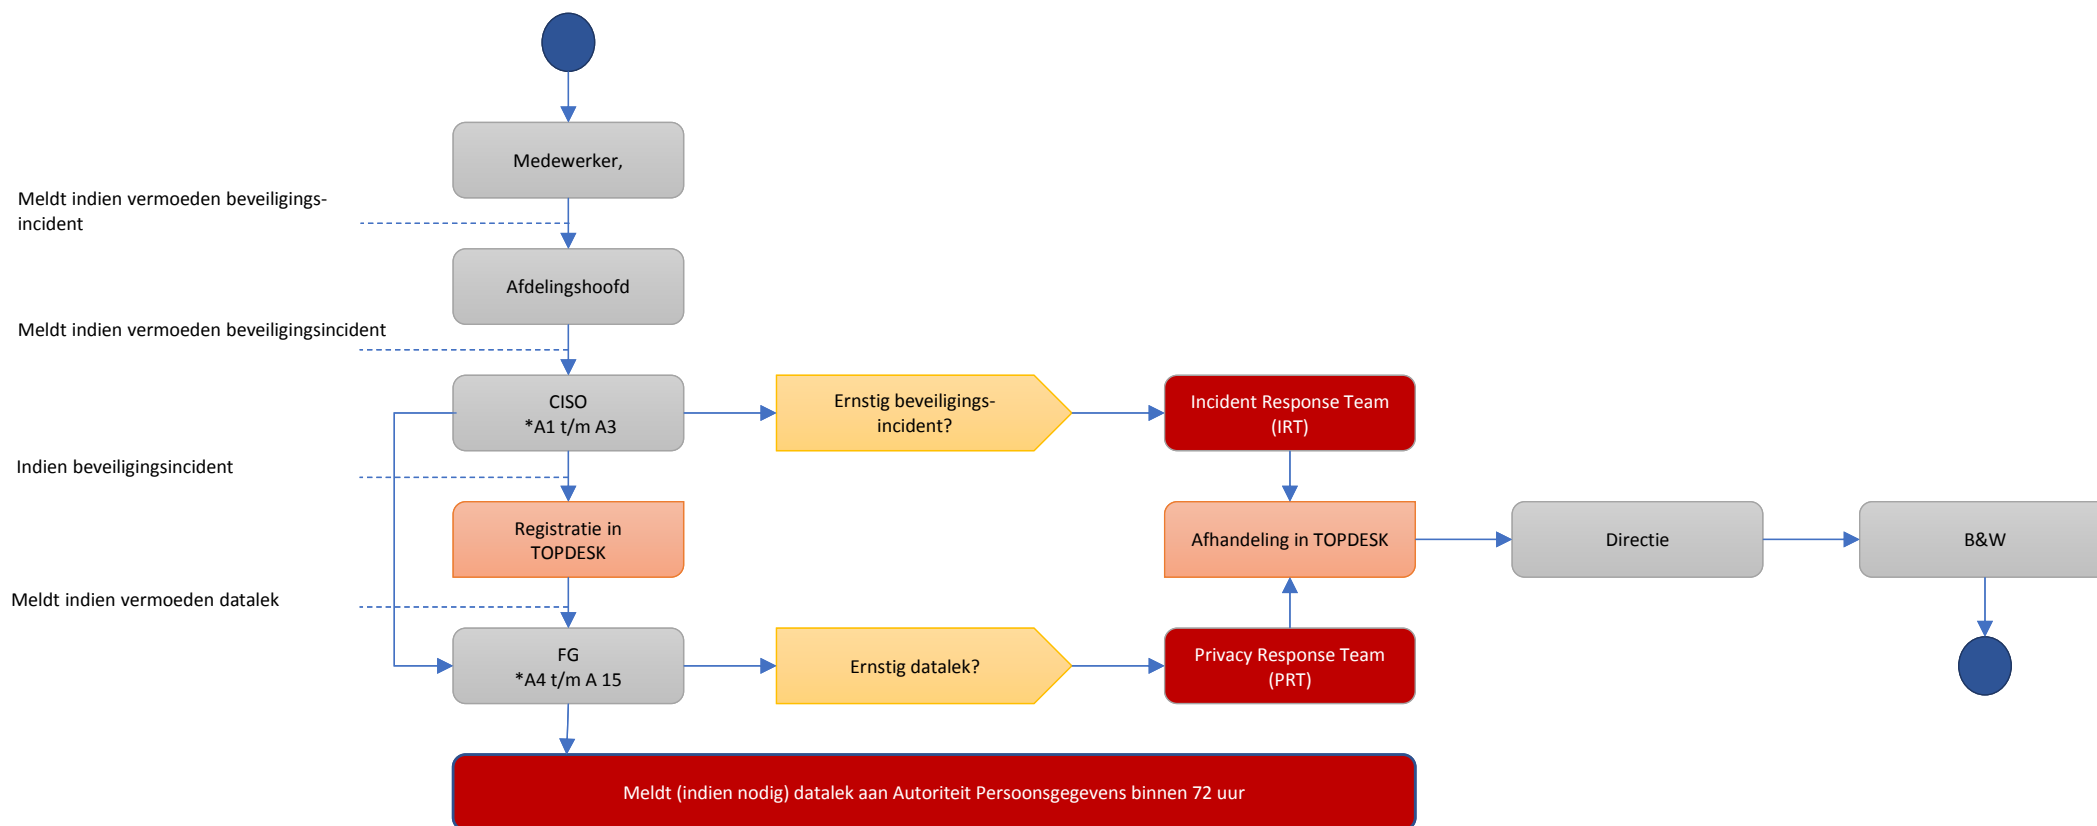 Medewerker,
Meldt indien vermoeden beveiligings-
incident
Afdelingshoofd
Meldt indien vermoeden beveiligingsincident
CISO
*A1 t/m A3
Ernstig beveiligings-
incident?
Incident Response Team
(IRT)
Indien beveiligingsincident
Registratie in
TOPDESK
Afhandeling in TOPDESK
Directie
B&W
Meldt indien vermoeden datalek
FG
*A4 t/m A 15
Ernstig datalek?
Privacy Response Team
(PRT)
Meldt (indien nodig) datalek aan Autoriteit Persoonsgegevens binnen 72 uur